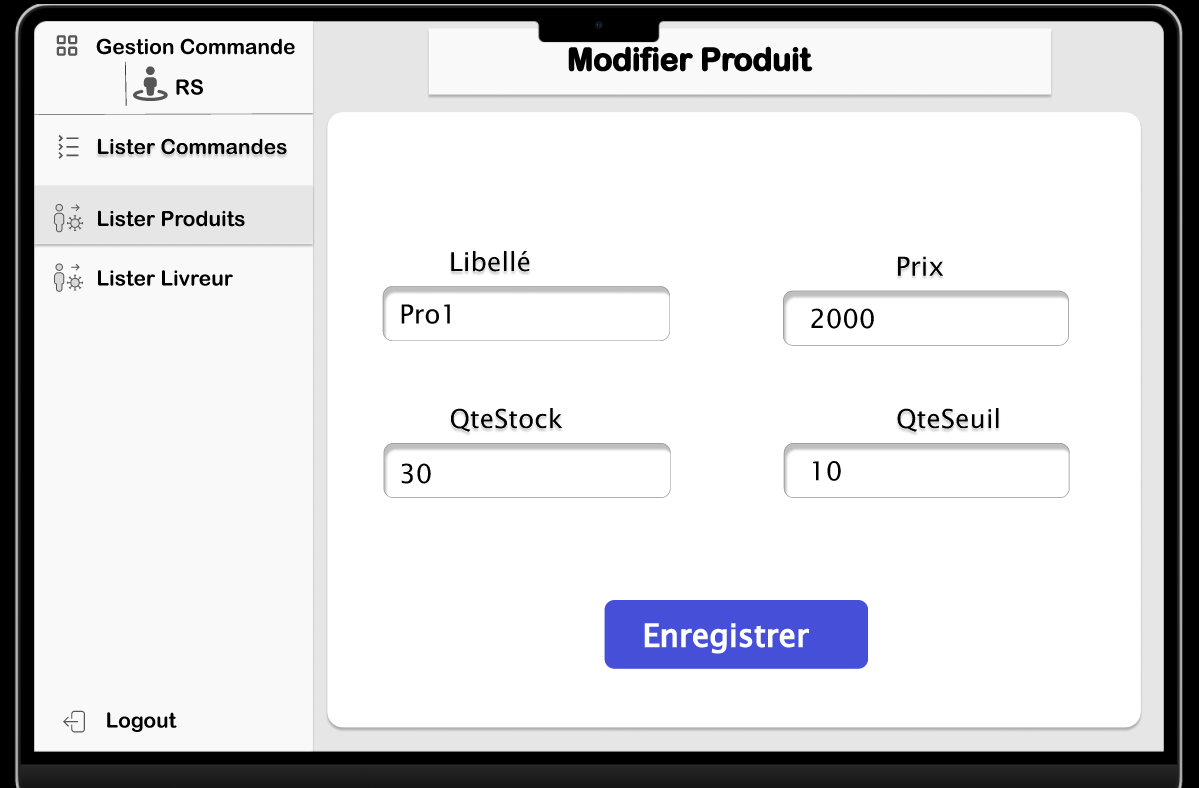 Gestion Commande
RS
Lister Commandes
Lister Produits
Lister Livreur
Logout
Modifier Produit
Libellé
Prix
Pro1
2000
QteStock
QteSeuil
30
10
Enregistrer